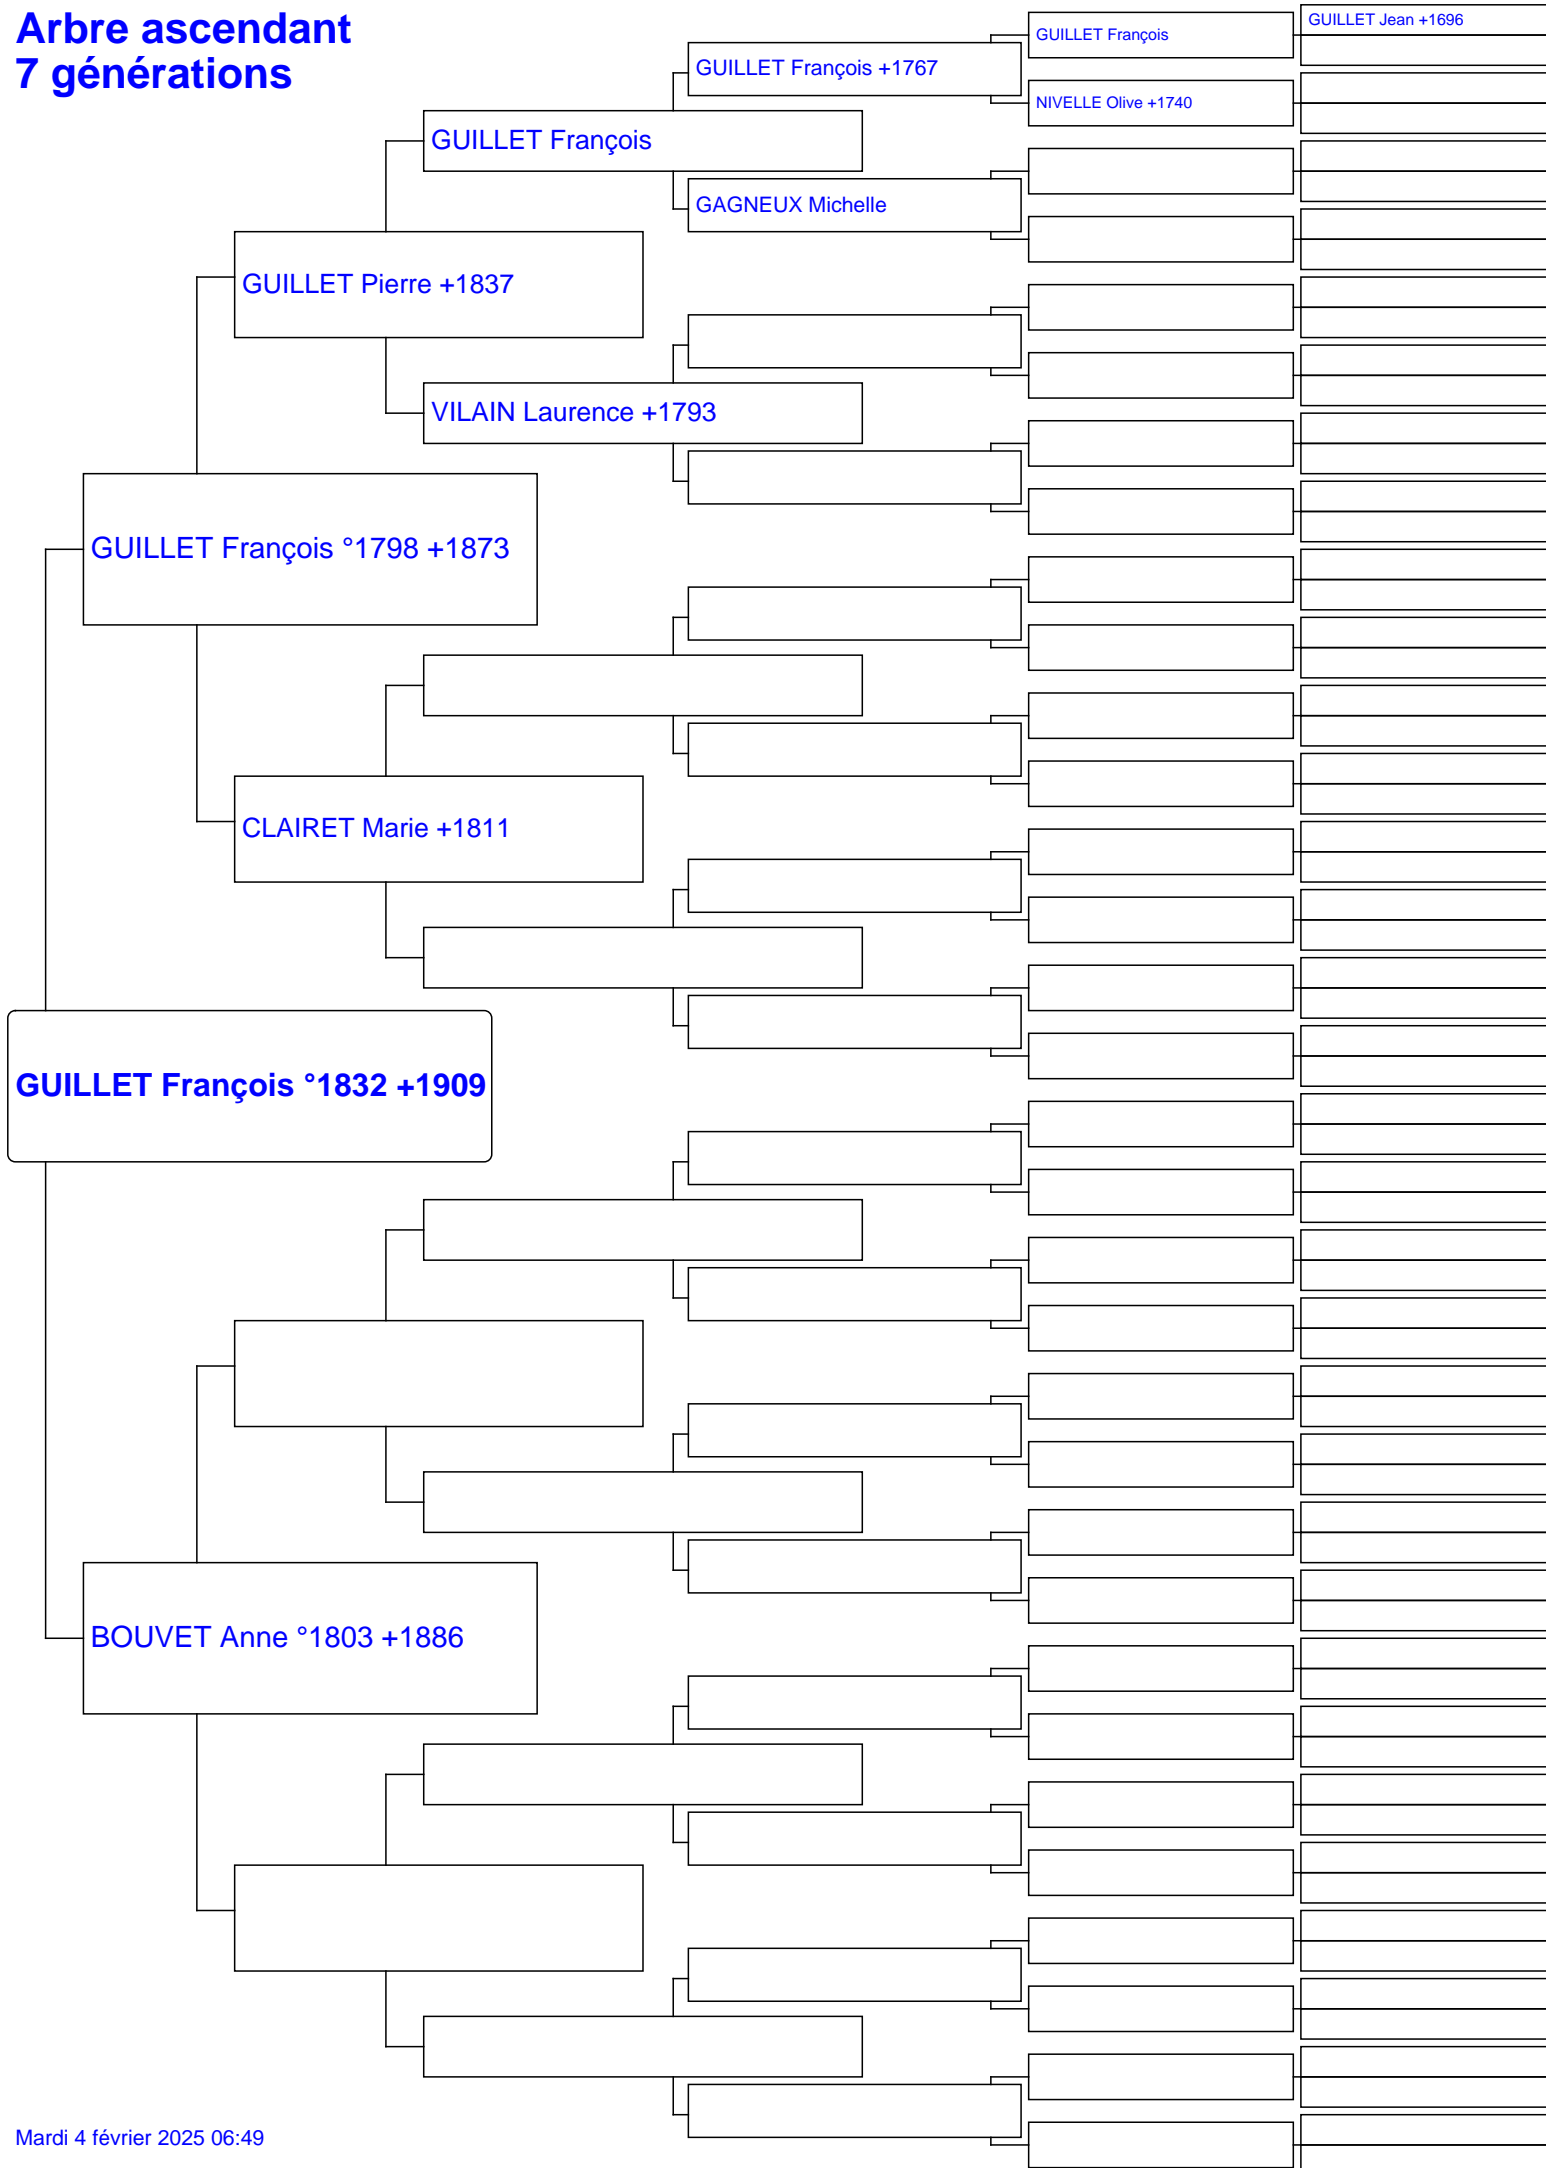 Arbre ascendant
7 générations
GUILLET Jean +1696
GUILLET François
GUILLET François +1767
NIVELLE Olive +1740
GUILLET François
GAGNEUX Michelle
GUILLET Pierre +1837
VILAIN Laurence +1793
GUILLET François °1798 +1873
CLAIRET Marie +1811
GUILLET François °1832 +1909
BOUVET Anne °1803 +1886
Mardi 4 février 2025 06:49